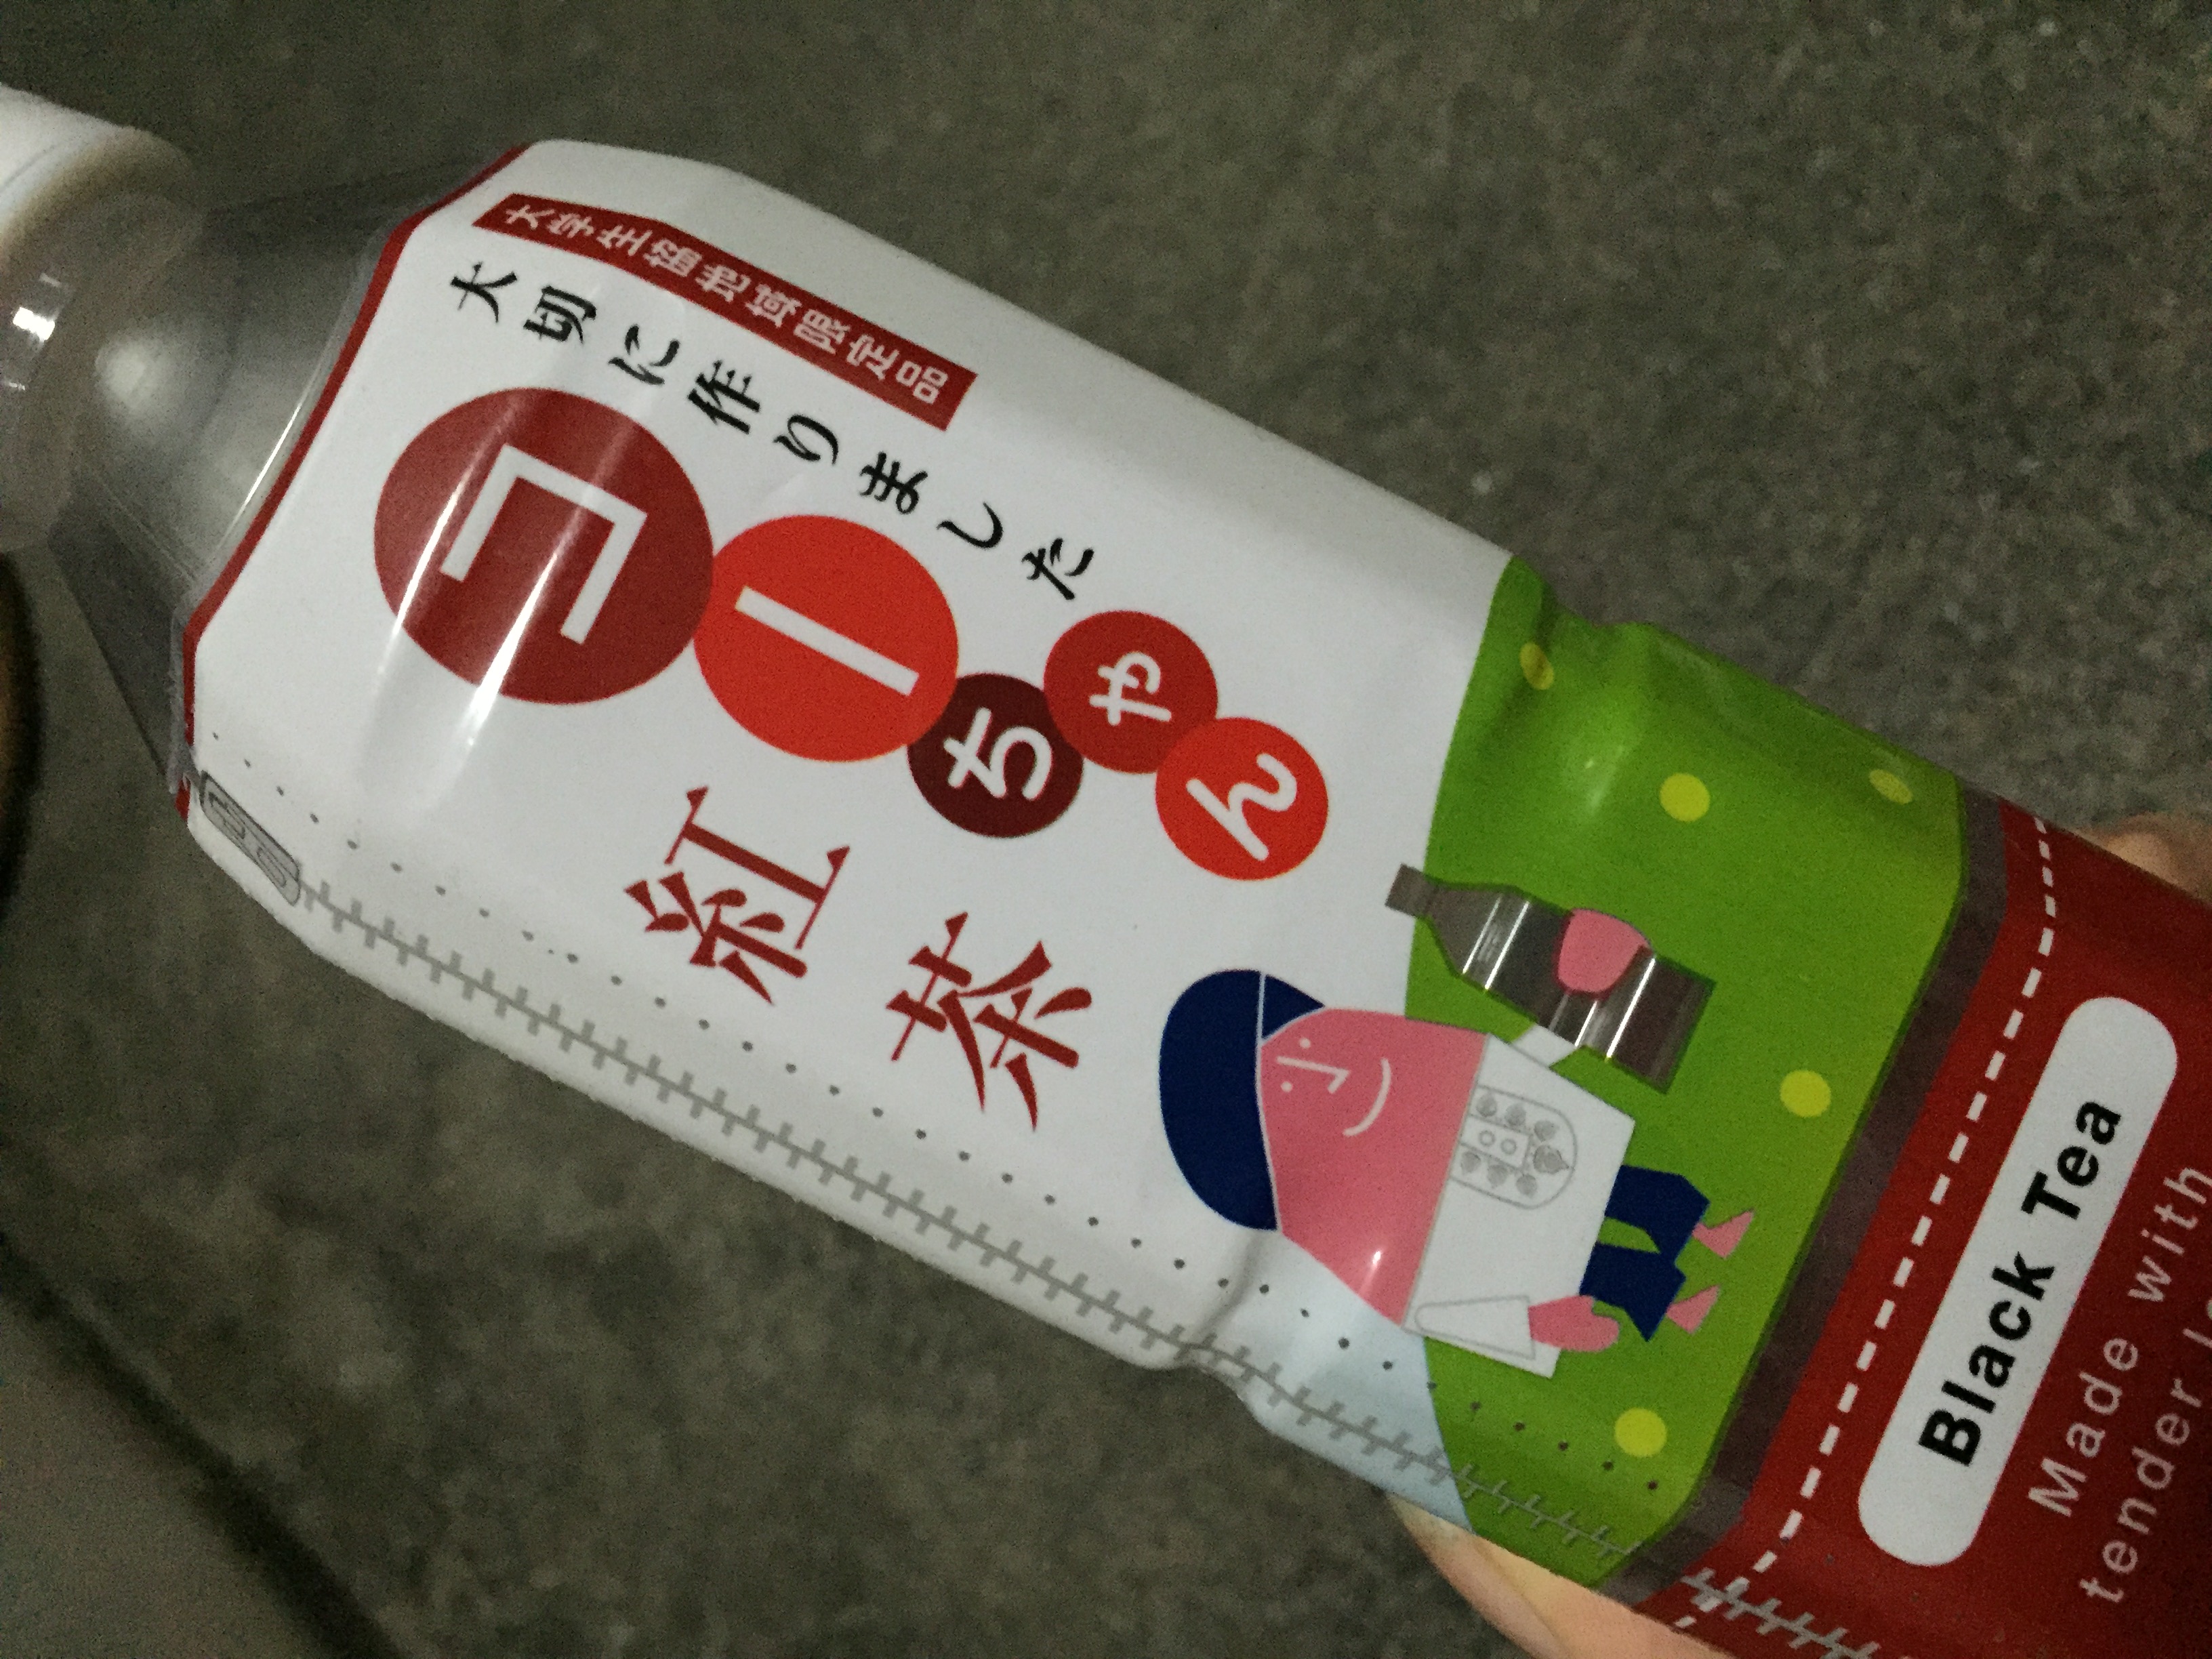 大学生協地域限定品
大切に作りました
コーちゃん
紅茶
Black Tea
Made with
tender